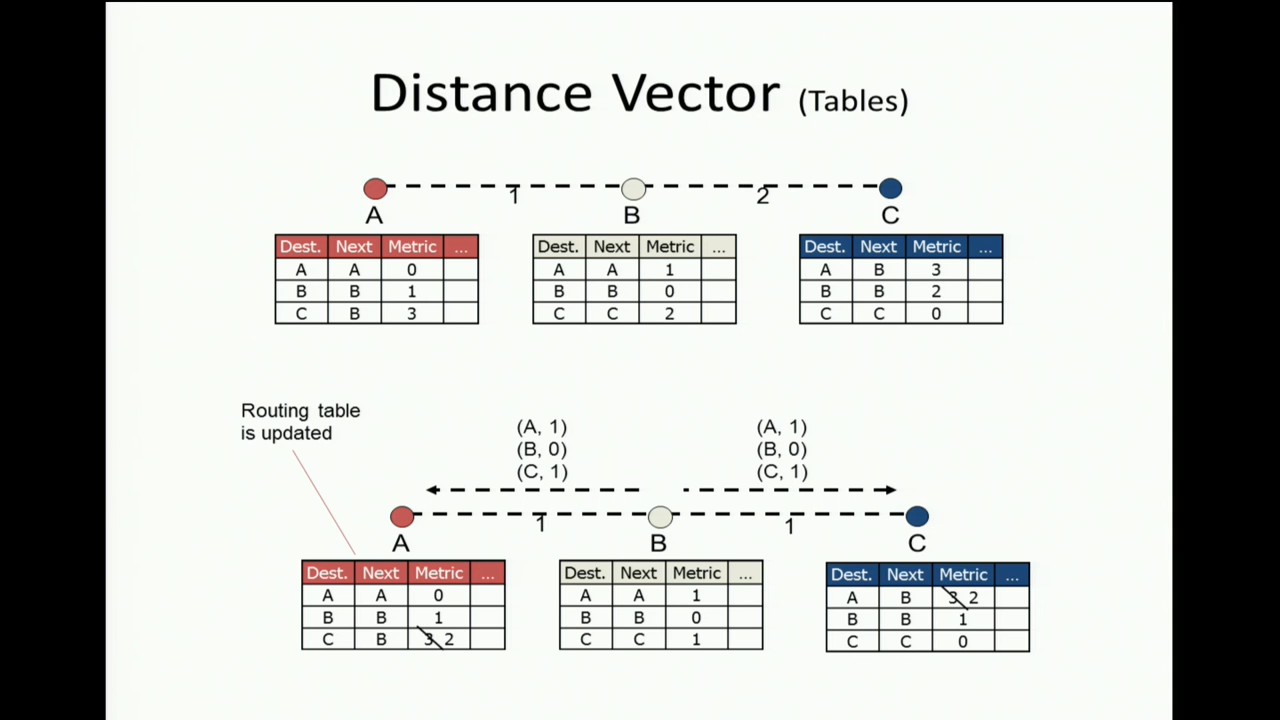 Distance Vector (Tables)
1 2
A B C
Dest. Next Metric ... Dest. Next Metric ... Dest. Next Metric ...
A A 0 A A 1 A B 3
B B 1 B B 0 B B 2
C B 3 C C 2 C C 0
Routing table
is updated
(A, 1) (A, 1)
(B, 0) (B, 0)
(C, 1) (C, 1)
1 1
A B C
Dest. Next Metric ... Dest. Next Metric ... Dest. Next Metric ...
A A 0 A A 1 A B 3 2
B B 1 B B 0 B B 1
C B 3 2 C C 1 C C 0